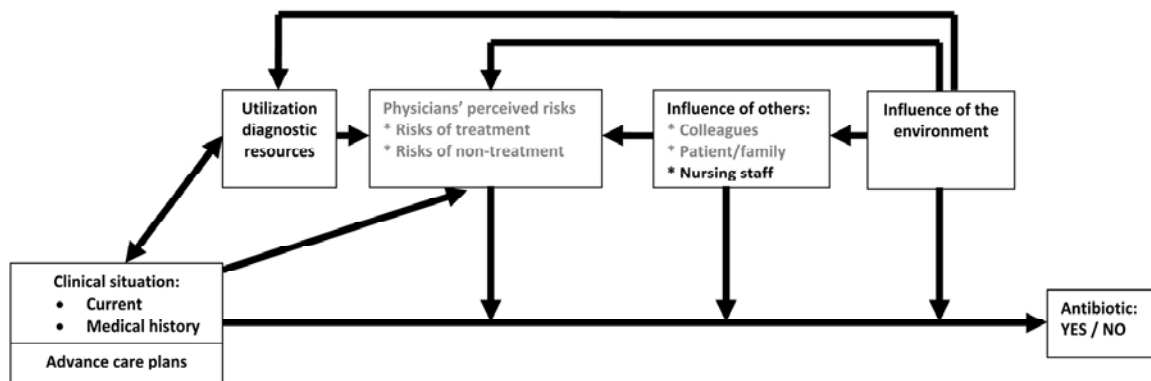 Utilization
diagnostic
resources
Physicians' perceived risks
* Risks of treatment
* Risks of non-treatment
Influence of others:
* Colleagues
* Patient/family
* Nursing staff
Influence of the
environment
Clinical situation:
• Current
• Medical history
Advance care plans
Antibiotic:
YES / NO